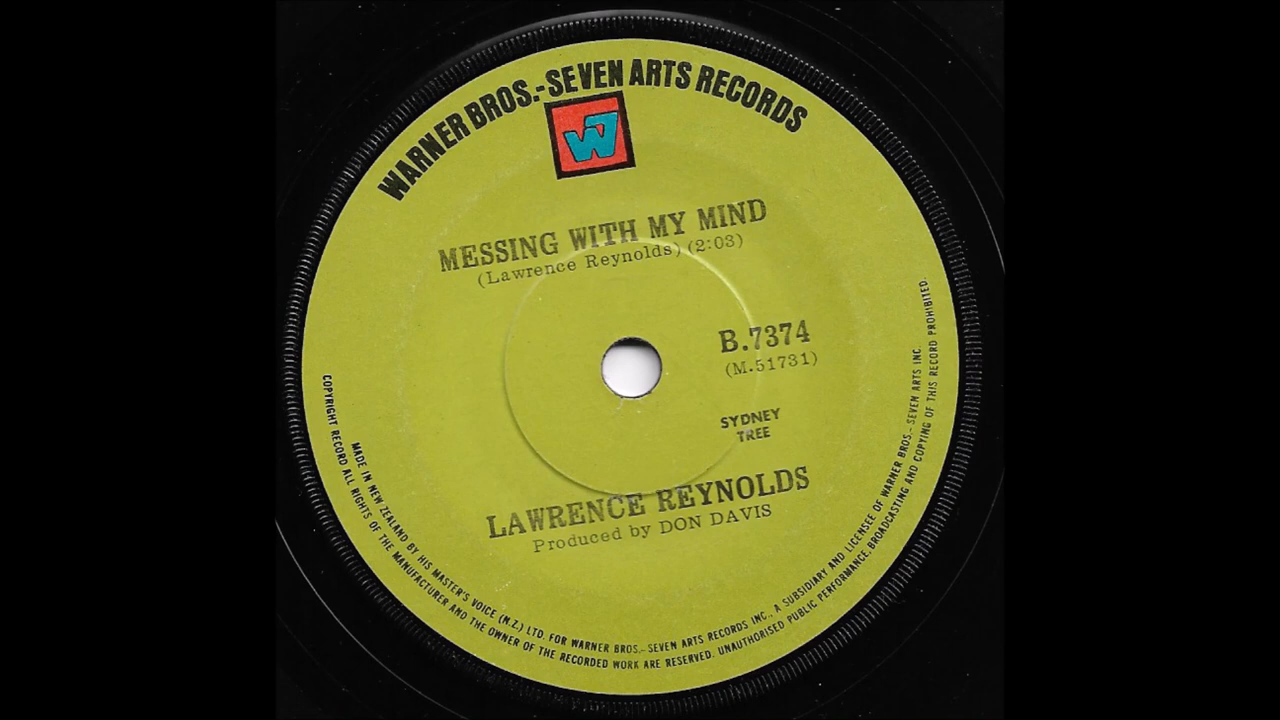 WARNER BROS.-SEVEN ARTS RECORDS
W7
MESSING WITH MY MIND
(Lawrence Reynolds) (2:03)
B.7374
(M.51731)
SYDNEY
TREE
LAWRENCE REYNOLDS
Produced by DON DAVIS
MADE IN NEW ZEALAND BY HIS MASTER'S VOICE (N.Z.) LTD. FOR WARNER BROS.-SEVEN ARTS RECORDS INC., A SUBSIDIARY AND LICENSEE OF WARNER BROS.-SEVEN ARTS INC.
COPYRIGHT RECORD ALL RIGHTS OF THE MANUFACTURER AND THE OWNER OF THE RECORDED WORK ARE RESERVED. UNAUTHORISED PUBLIC PERFORMANCE, BROADCASTING AND COPYING OF THIS RECORD PROHIBITED.